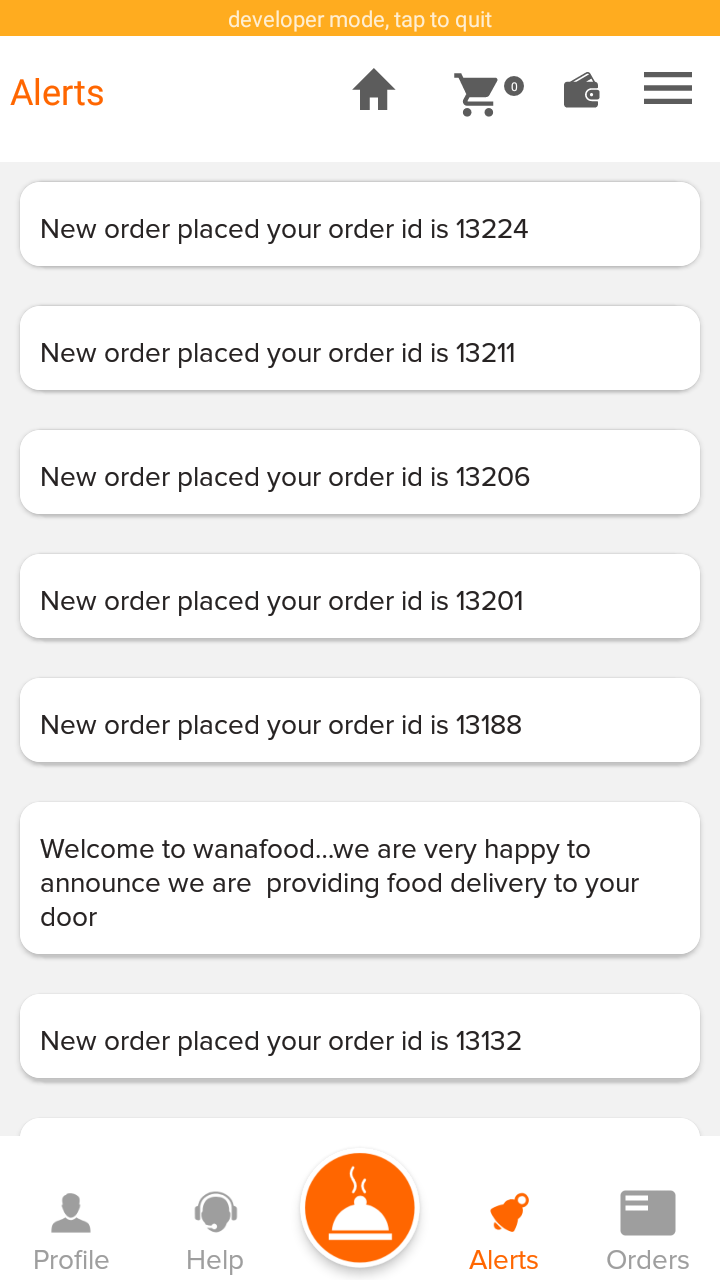 developer mode, tap to quit
Alerts
0
New order placed your order id is 13224
New order placed your order id is 13211
New order placed your order id is 13206
New order placed your order id is 13201
New order placed your order id is 13188
Welcome to wanafood...we are very happy to
announce we are  providing food delivery to your
door
New order placed your order id is 13132
Profile
Help
Alerts
Orders